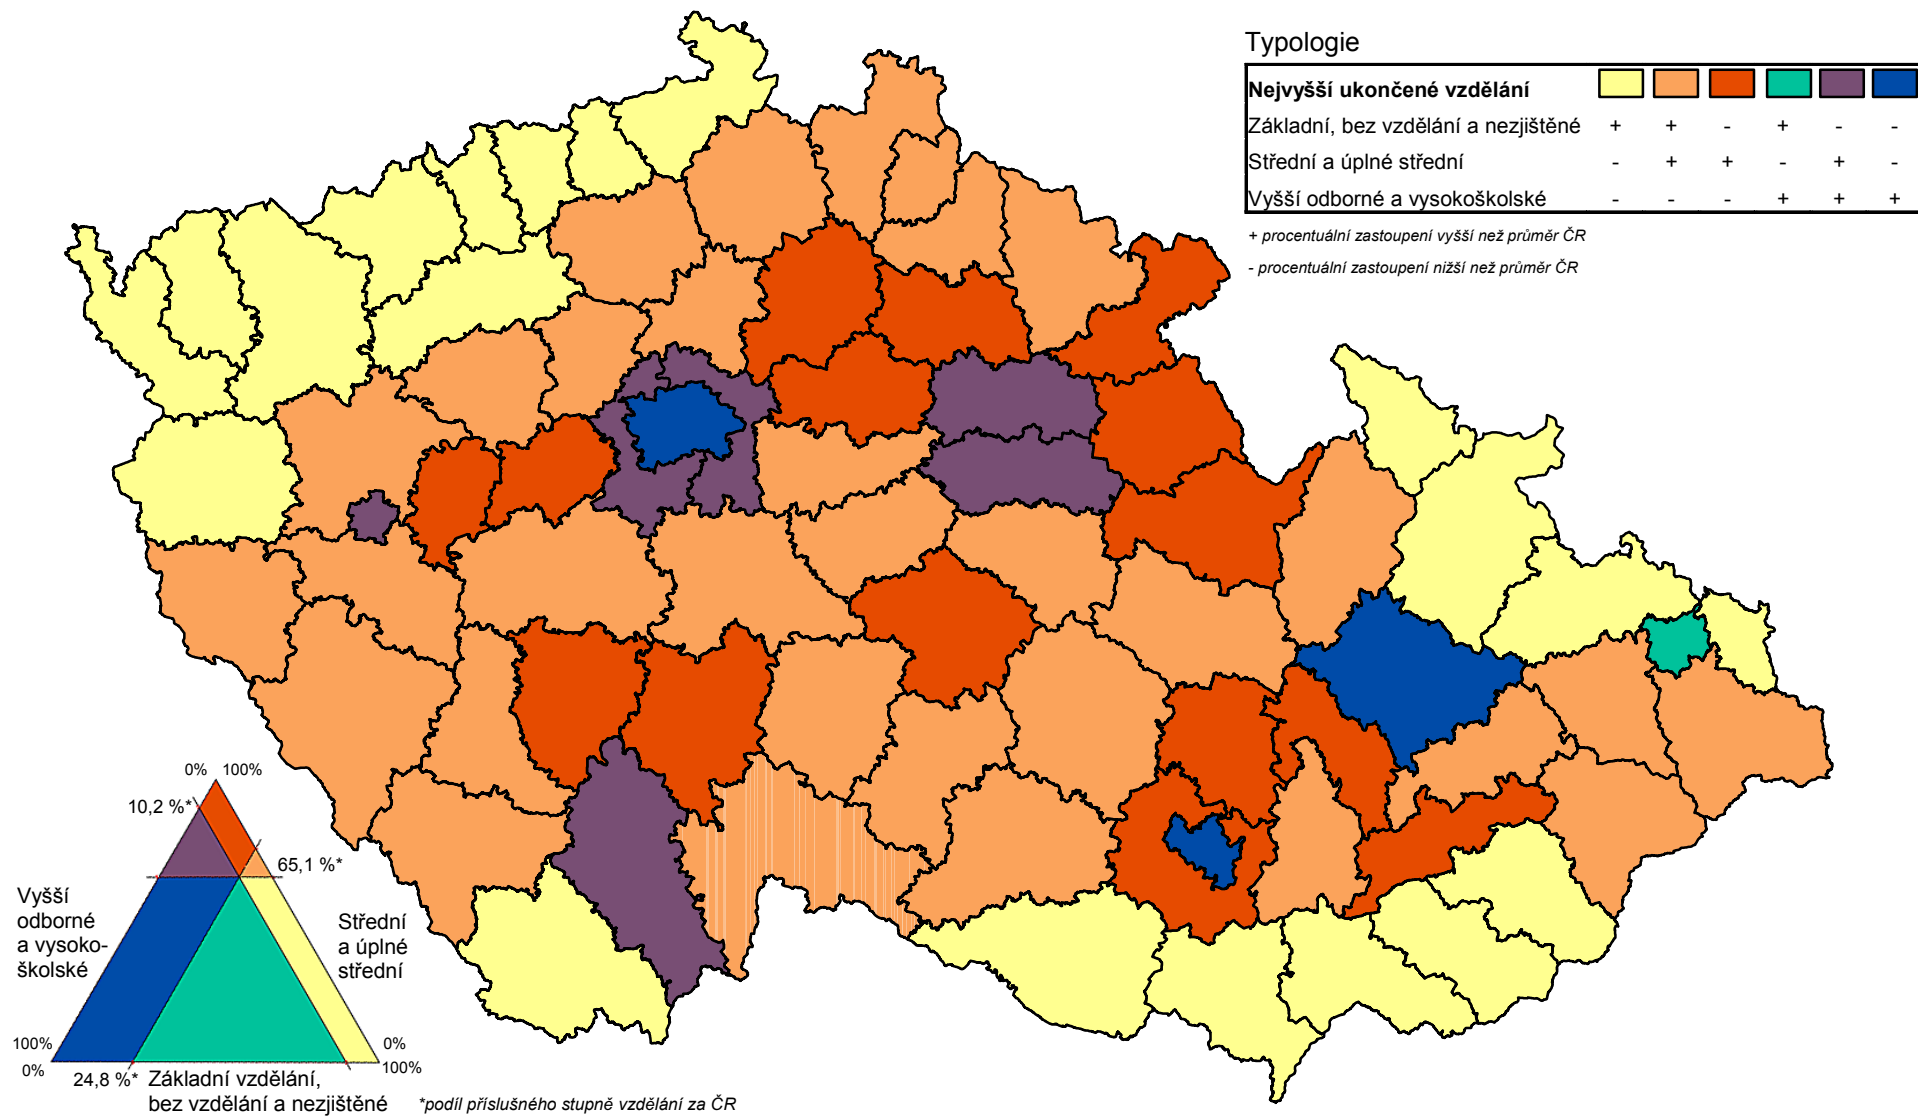 Typologie
Nejvyšší ukončené vzdělání
Základní, bez vzdělání a nezjištěné + + - + - -
Střední a úplné střední - + + - + -
Vyšší odborné a vysokoškolské - - - + + +
+ procentuální zastoupení vyšší než průměr ČR
- procentuální zastoupení nižší než průměr ČR
0% 100%
10,2 %*
65,1 %*
Vyšší
odborné
a vysoko-
školské
Střední
a úplné
střední
100%
0%
0%
100%
24,8 %* Základní vzdělání,
bez vzdělání a nezjištěné
*podíl příslušného stupně vzdělání za ČR